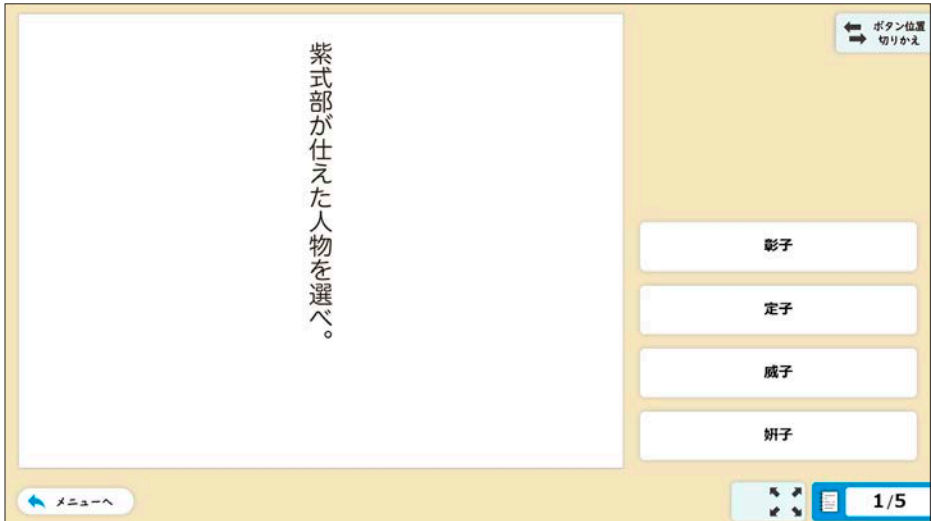 紫式部が仕えた人物を選べ。
ボタン位置
切りかえ
彰子
定子
威子
妍子
メニューへ
1/5